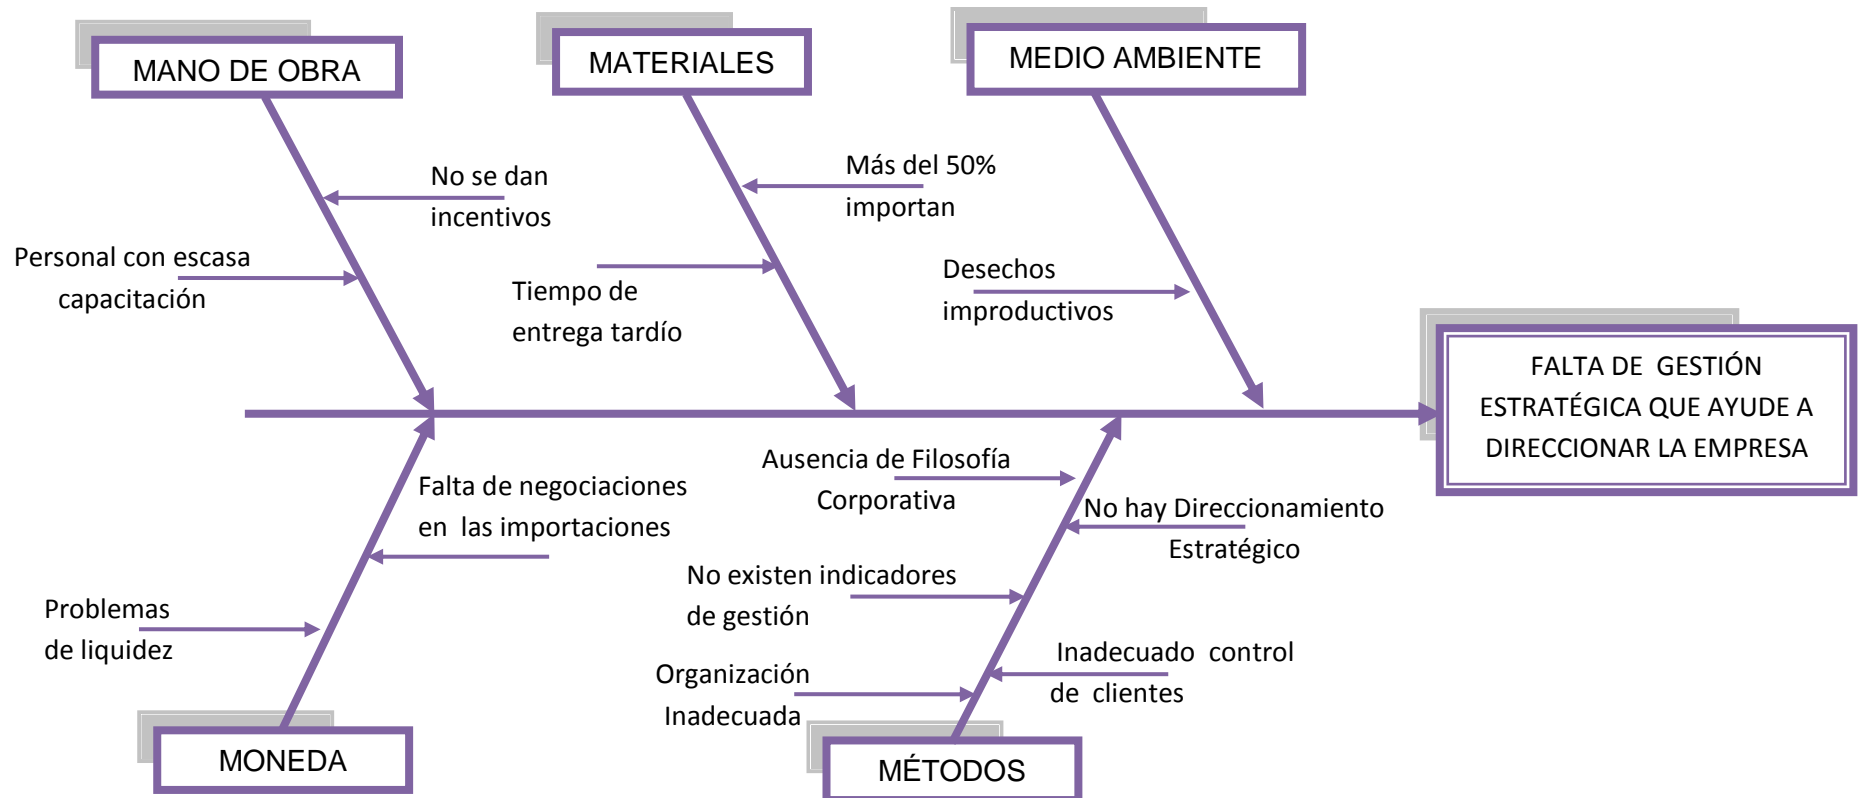 MANO DE OBRA
MATERIALES
MEDIO AMBIENTE
No se dan
incentivos
Personal con escasa
capacitación
Más del 50%
importan
Tiempo de
entrega tardío
Desechos
improductivos
FALTA DE GESTIÓN
ESTRATÉGICA QUE AYUDE A
DIRECCIONAR LA EMPRESA
Falta de negociaciones
en las importaciones
Problemas
de liquidez
Ausencia de Filosofía
Corporativa
No hay Direccionamiento
Estratégico
No existen indicadores
de gestión
Inadecuado control
de clientes
Organización
Inadecuada
MONEDA
MÉTODOS